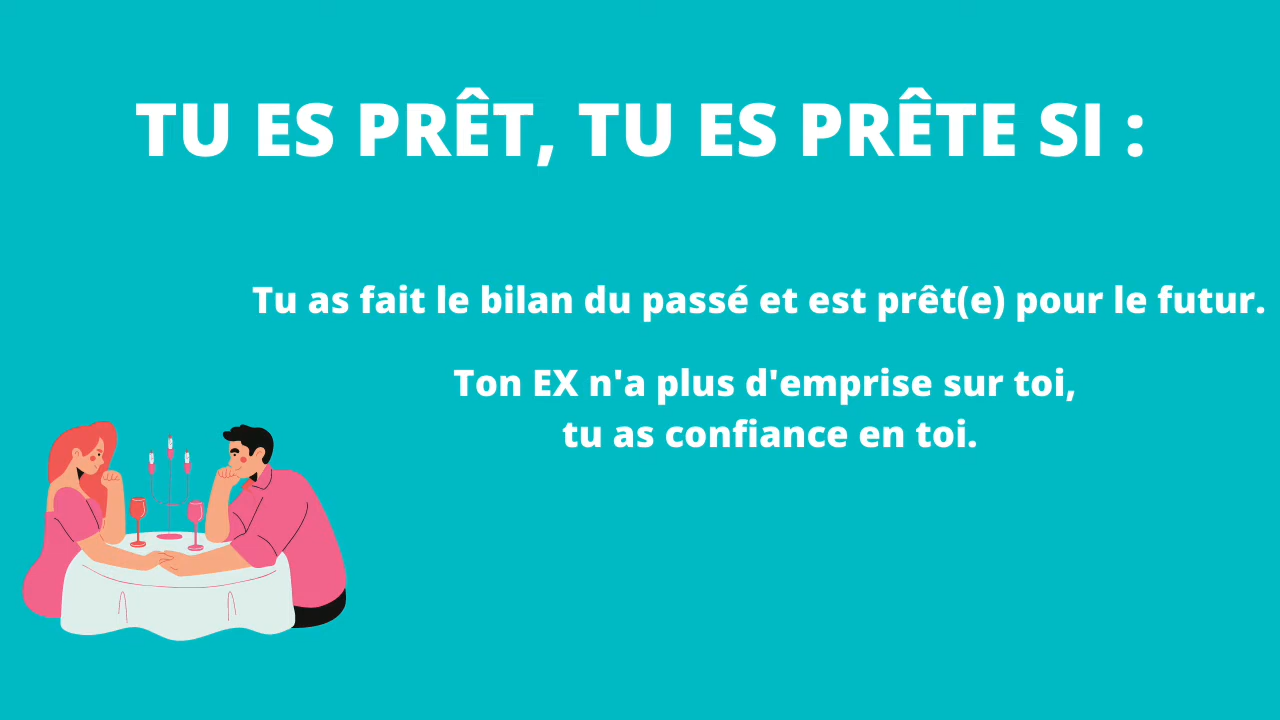 TU ES PRÊT, TU ES PRÊTE SI :
Tu as fait le bilan du passé et est prêt(e) pour le futur.
Ton EX n'a plus d'emprise sur toi,
tu as confiance en toi.